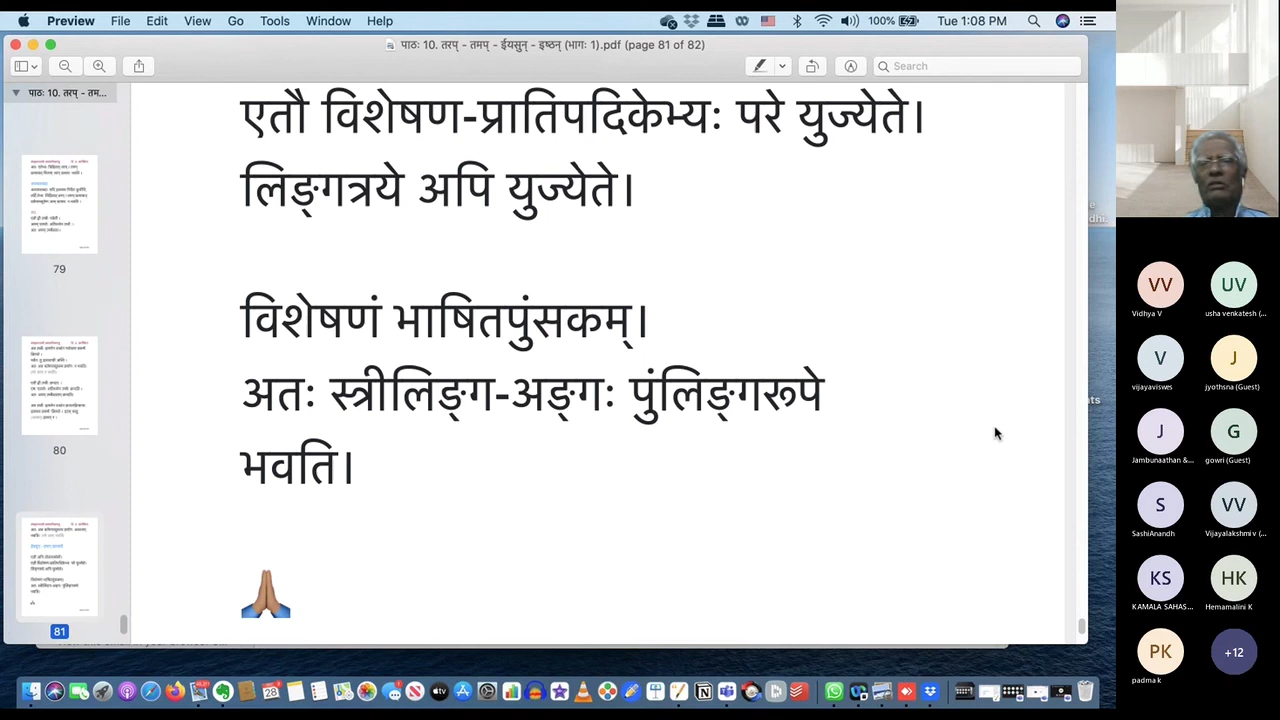 Preview File Edit View Go Tools Window Help
100% Tue 1:08 PM
पाठः 10. तरप् - तमप् - ईयसुन् - इष्ठन् (भागः 1).pdf (page 81 of 82)
Search
पाठः 10. तरप् - तम...
79
80
81
एतौ विशेषण-प्रातिपदिकेभ्यः परे युज्येते।
लिङ्गत्रये अपि युज्येते।
विशेषणं भाषितपुंसकम्।
अतः स्त्रीलिङ्ग-अङ्गः पुंलिङ्गरूपे
भवति।
VV UV
Vidhya V usha venkatesh (...
V J
vijayaviswes jyothsna (Guest)
J G
Jambunaathan &... gowri (Guest)
S VV
SashiAnandh Vijayalakshmi v (...
KS HK
KAMALA SAHAS... Hemamalini K
PK +12
padma k